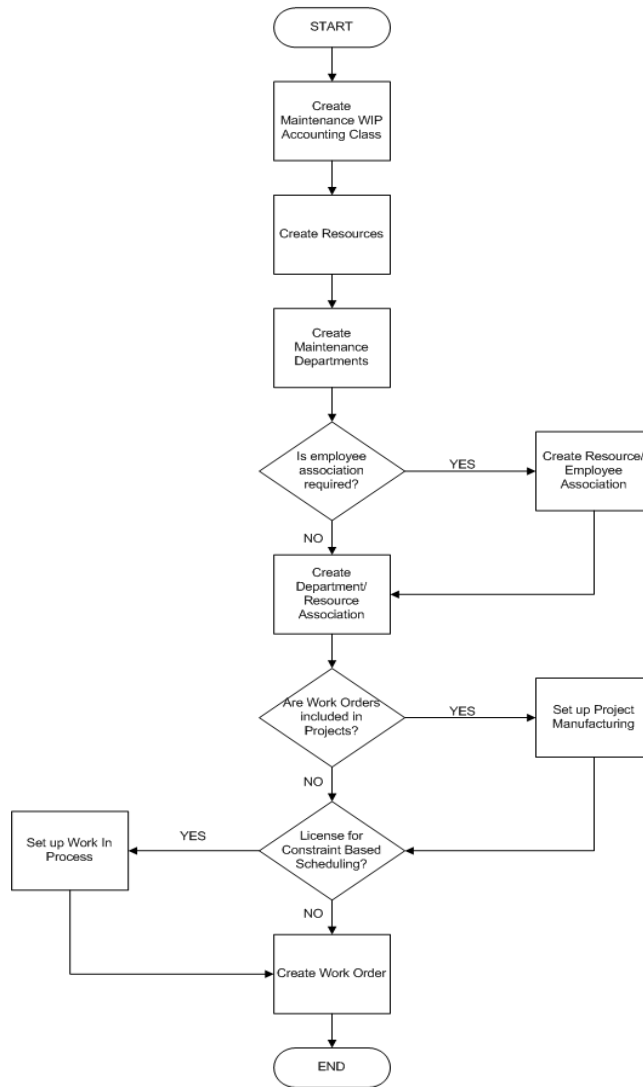 START
Create
Maintenance WIP
Accounting Class
Create Resources
Create
Maintenance
Departments
Is employee
association
required?
YES
Create Resource/
Employee
Association
NO
Create
Department/
Resource
Association
Are Work Orders
included in
Projects?
YES
Set up Project
Manufacturing
NO
License for
Constraint Based
Scheduling?
YES
Set up Work In
Process
NO
Create Work Order
END